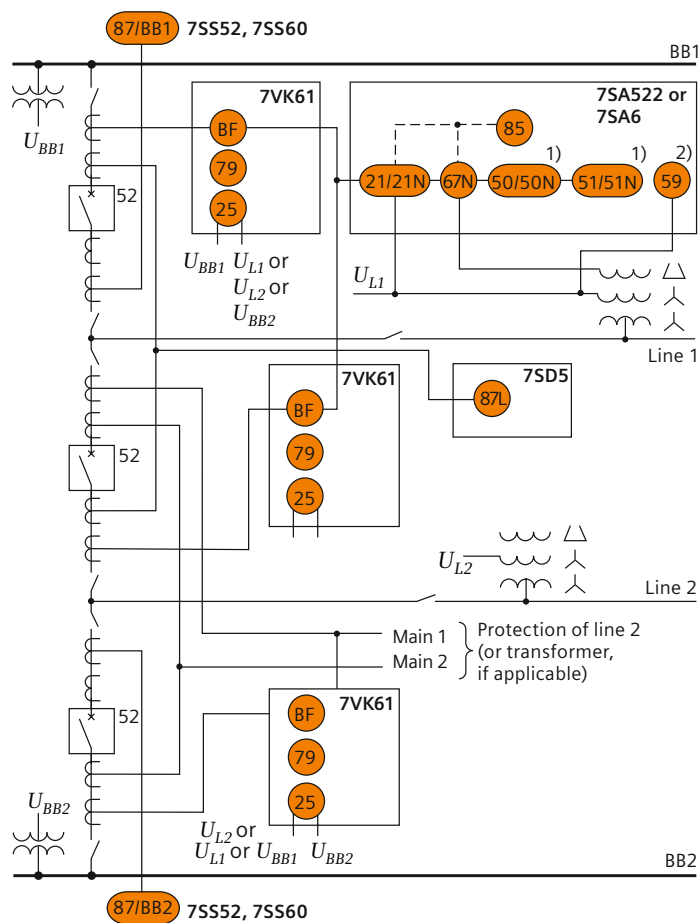 87/BB1 7SS52, 7SS60
BB1
U_BB1
52
7VK61
BF
79
25
U_BB1 U_L1 or
U_L2 or
U_BB2
7SA522 or
7SA6
85
21/21N 67N 50/50N 1) 51/51N 1) 59 2)
U_L1
Line 1
7VK61
BF
79
25
7SD5
87L
52
U_L2
Line 2
Main 1
Main 2
Protection of line 2
(or transformer,
if applicable)
7VK61
BF
79
25
52
U_BB2
U_L2 or
U_L1 or U_BB1 U_BB2
BB2
87/BB2 7SS52, 7SS60